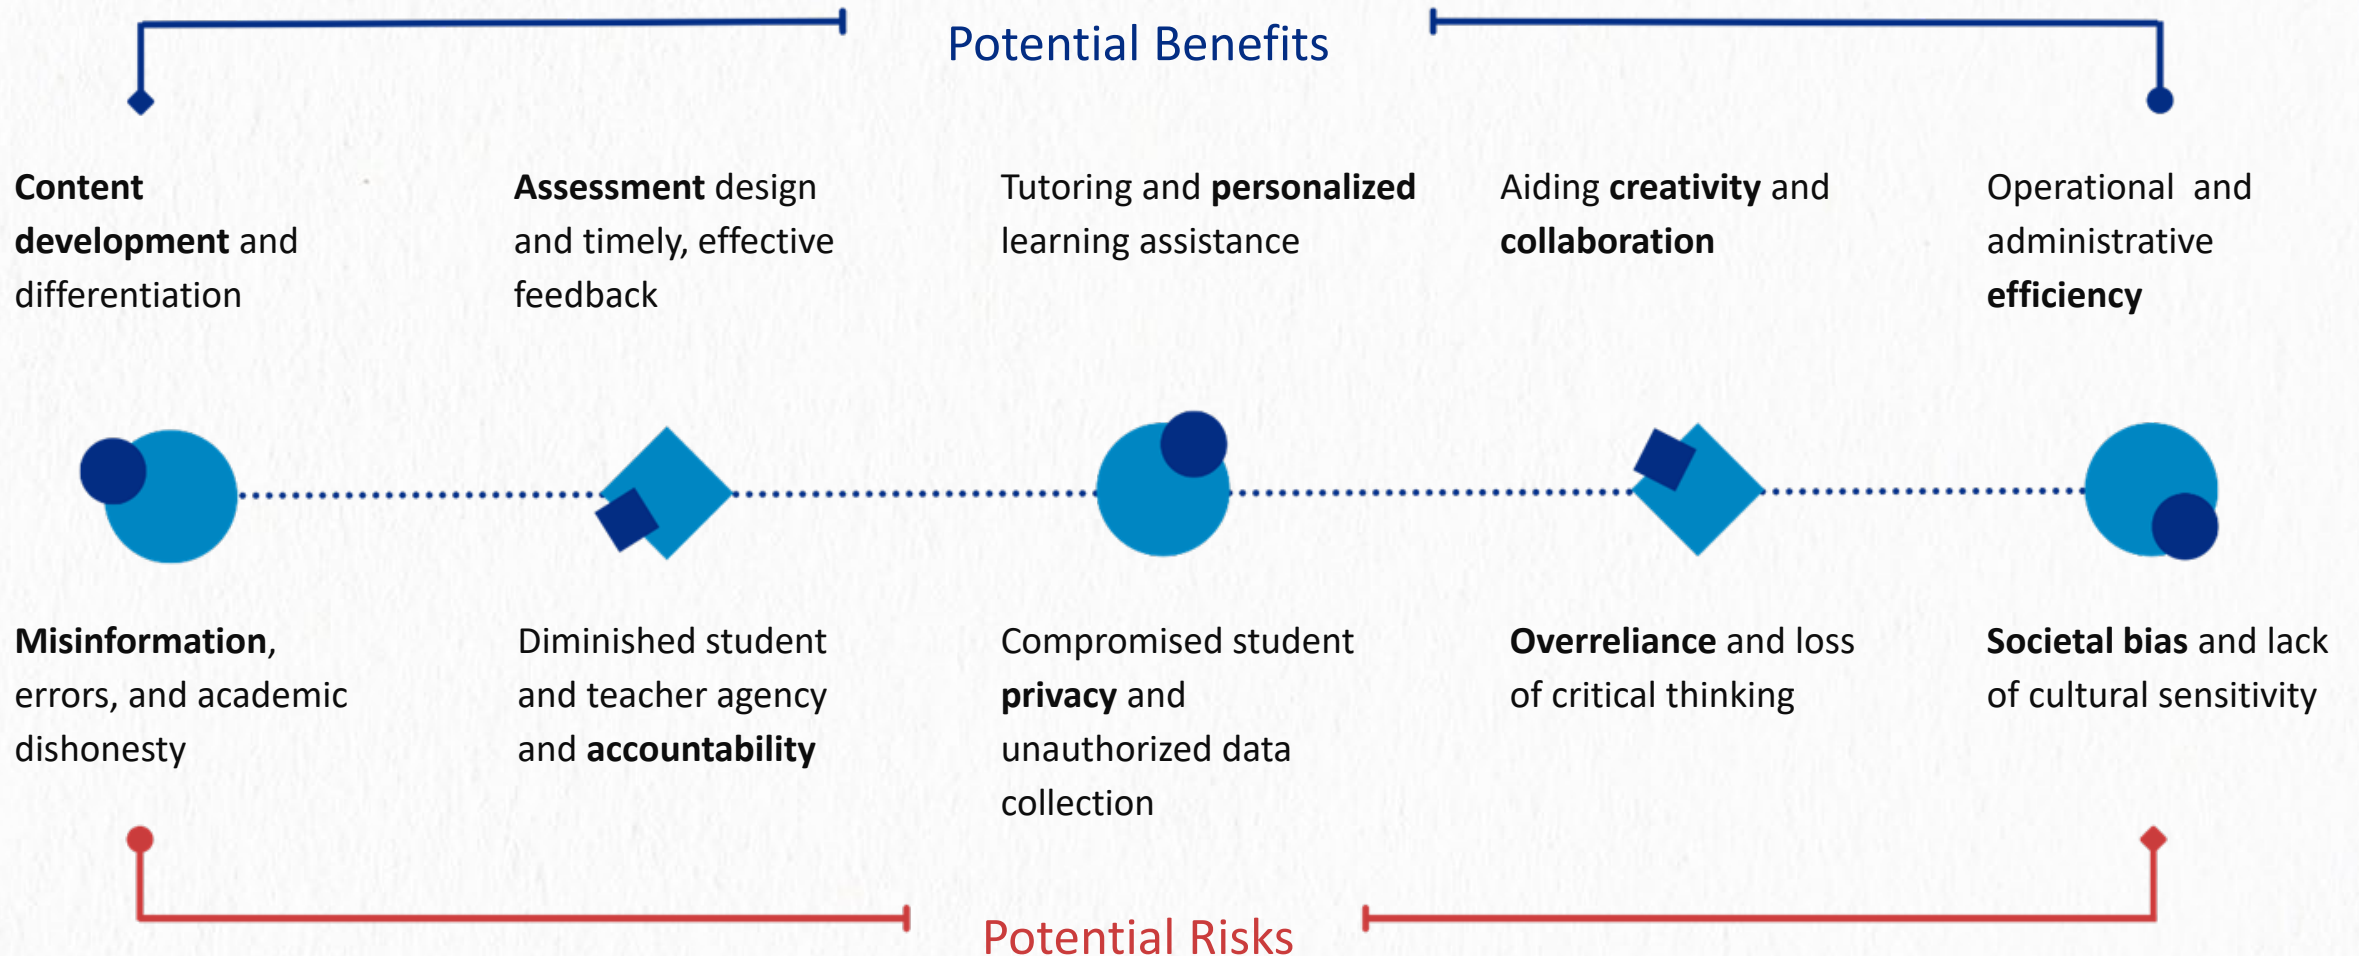 Potential Benefits
Content
development and
differentiation
Assessment design
and timely, effective
feedback
Tutoring and personalized
learning assistance
Aiding creativity and
collaboration
Operational and
administrative
efficiency
Misinformation,
errors, and academic
dishonesty
Diminished student
and teacher agency
and accountability
Compromised student
privacy and
unauthorized data
collection
Overreliance and loss
of critical thinking
Societal bias and lack
of cultural sensitivity
Potential Risks